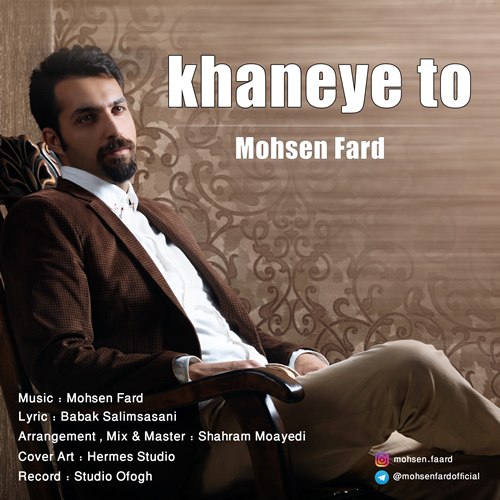 khaneye to
Mohsen Fard
Music : Mohsen Fard
Lyric : Babak Salimsasani
Arrangement , Mix & Master : Shahram Moayedi
Cover Art : Hermes Studio
Record : Studio Ofogh
mohsen.faard
@mohsenfardofficial